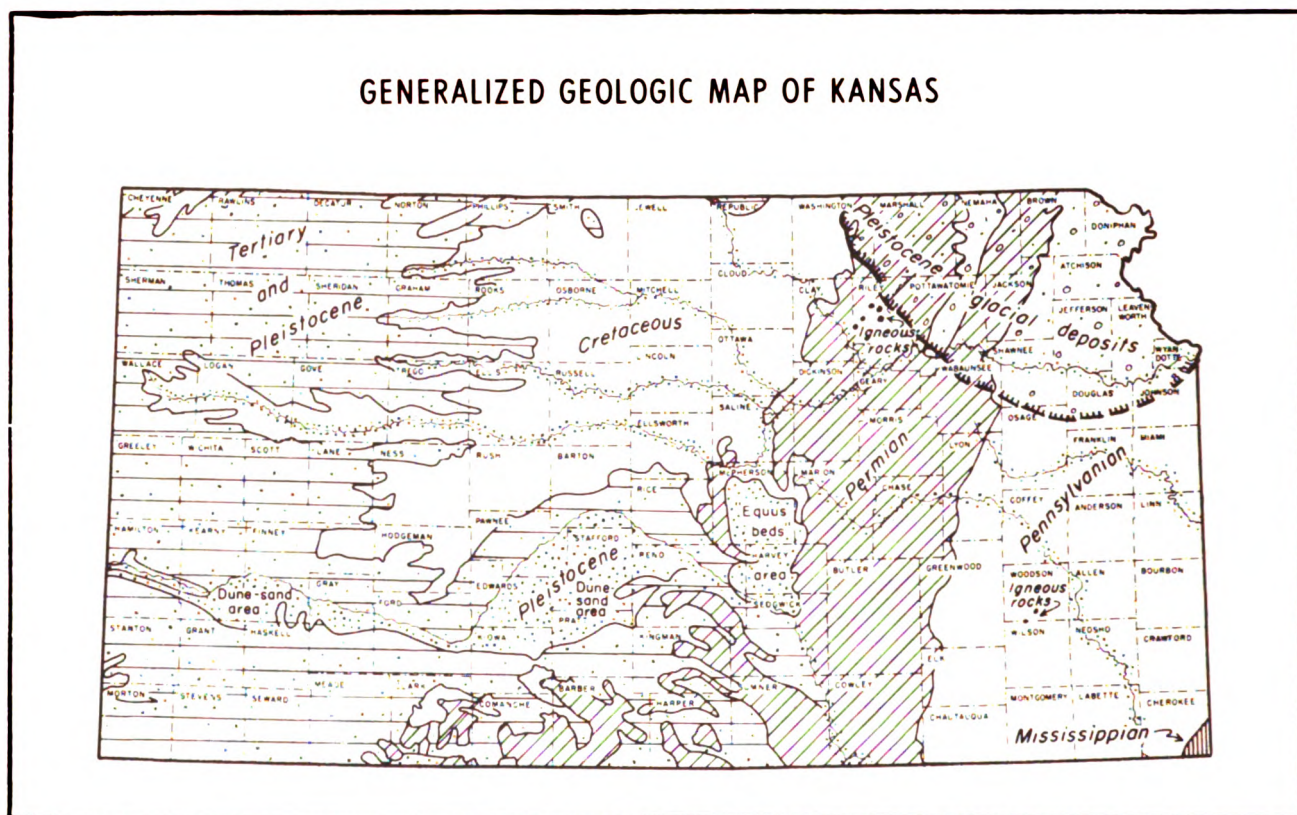 GENERALIZED GEOLOGIC MAP OF KANSAS
CHEYENNE RAWLINS DECATUR NORTON PHILLIPS SMITH JEWELL REPUBLIC WASHINGTON MARSHALL NEMAHA BROWN
DONIPHAN
Tertiary
and
Pleistocene
Pleistocene
glacial
deposits
ATCHISON
CLOUD
SHERMAN THOMAS SHERIDAN GRAHAM ROOKS OSBORNE MITCHELL CLAY RILEY POTTAWATOMIE JACKSON
JEFFERSON LEAVEN
WORTH
Cretaceous
Igneous
rocks
OTTAWA
SHAWNEE WYAN
DOTTE
WALLACE LOGAN GOVE TREGO RUSSELL DICKINSON GEARY WABAUNSEE
DOUGLAS JOHNSON
SALINE
OSAGE
ELLSWORTH MORRIS
LYON FRANKLIN MIAMI
GREELEY WICHITA SCOTT LANE NESS RUSH BARTON
McPHERSON MARION
RICE CHASE
Permian
Pennsylvanian
COFFEY
ANDERSON LINN
Equus
beds
area
PAWNEE
HAMILTON KEARNY FINNEY HODGEMAN STAFFORD
RENO HARVEY
BUTLER GREENWOOD
WOODSON ALLEN BOURBON
Igneous
rocks
GRAY
FORD EDWARDS
Dune-sand
area
Pleistocene
Dune-
sand
area
SEDGWICK
STANTON GRANT HASKELL KIOWA KINGMAN
WILSON NEOSHO CRAWFORD
ELK
MEADE CLARK BARBER
MORTON STEVENS SEWARD COMANCHE HARPER COWLEY
MONTGOMERY LABETTE CHEROKEE
Mississippian